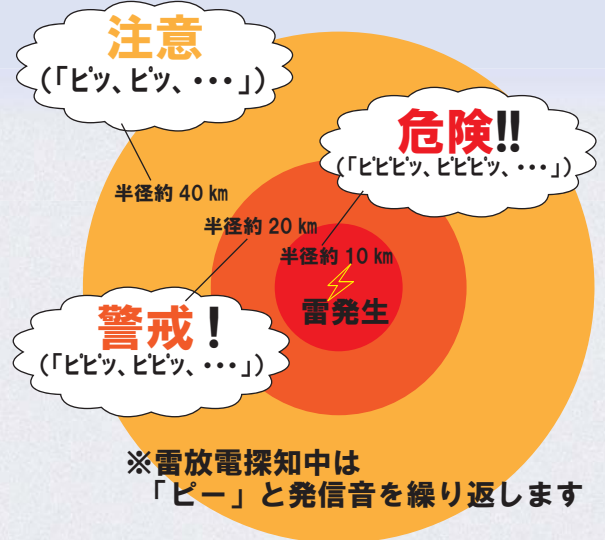 注意
(「ピッ、ピッ、・・・」)
危険!!
(「ピピピッ、ピピピッ、・・・」)
半径約 40 ㎞
半径約 20 ㎞
半径約 10 ㎞
雷発生
警戒！
(「ピピッ、ピピッ、・・・」)
※雷放電探知中は
「ピー」と発信音を繰り返します